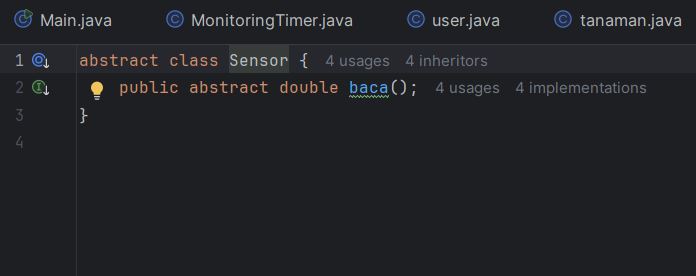 Main.java MonitoringTimer.java user.java tanaman.java
1 abstract class Sensor { 4 usages 4 inheritors
2 public abstract double baca(); 4 usages 4 implementations
3 }
4